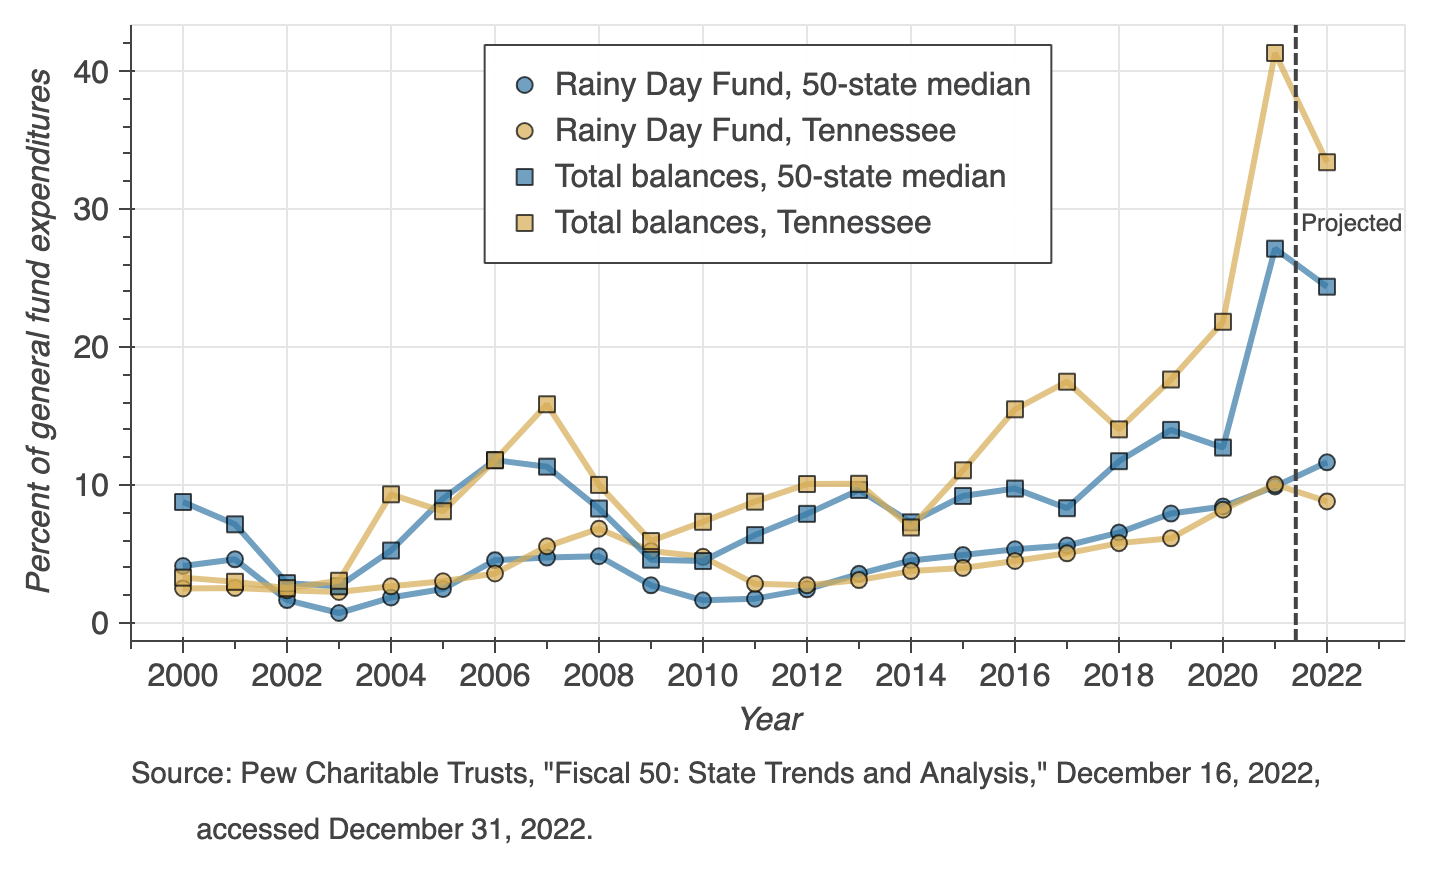 Rainy Day Fund, 50-state median
Rainy Day Fund, Tennessee
Total balances, 50-state median
Total balances, Tennessee
Projected
Percent of general fund expenditures
40
30
20
10
0
2000 2002 2004 2006 2008 2010 2012 2014 2016 2018 2020 2022
Year
Source: Pew Charitable Trusts, "Fiscal 50: State Trends and Analysis," December 16, 2022,
accessed December 31, 2022.